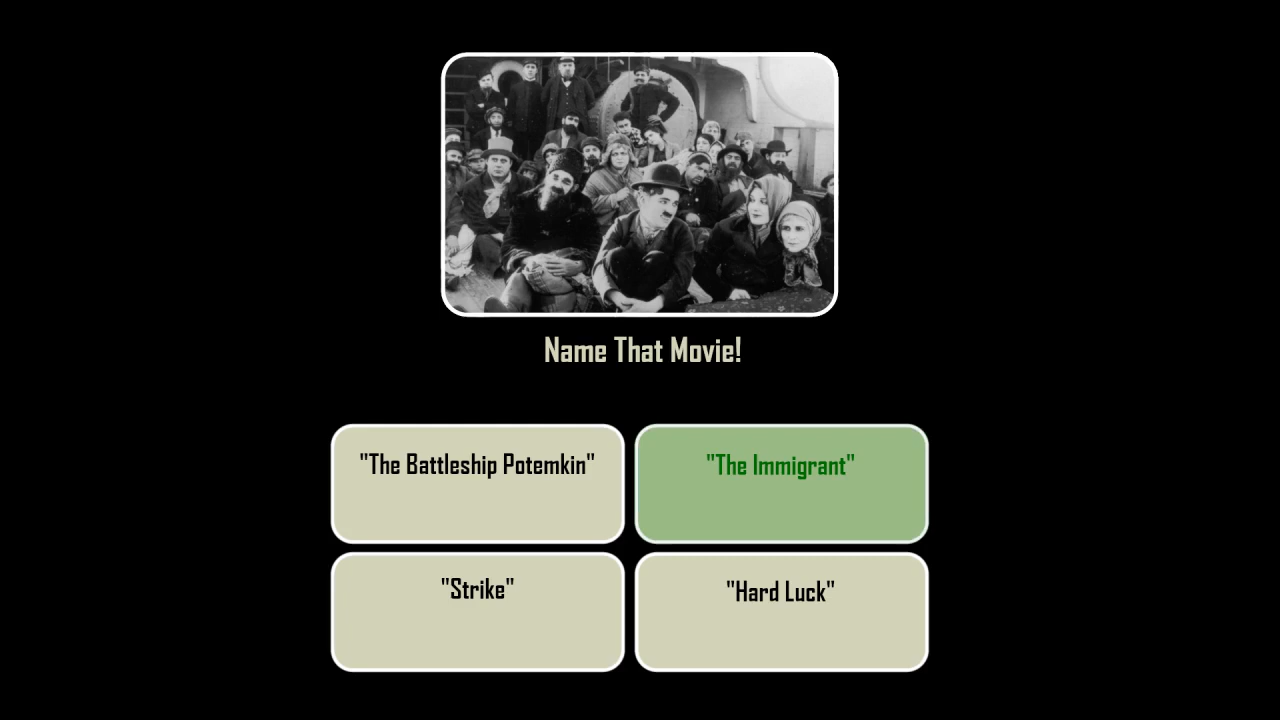 Name That Movie!
"The Battleship Potemkin"
"The Immigrant"
"Strike"
"Hard Luck"